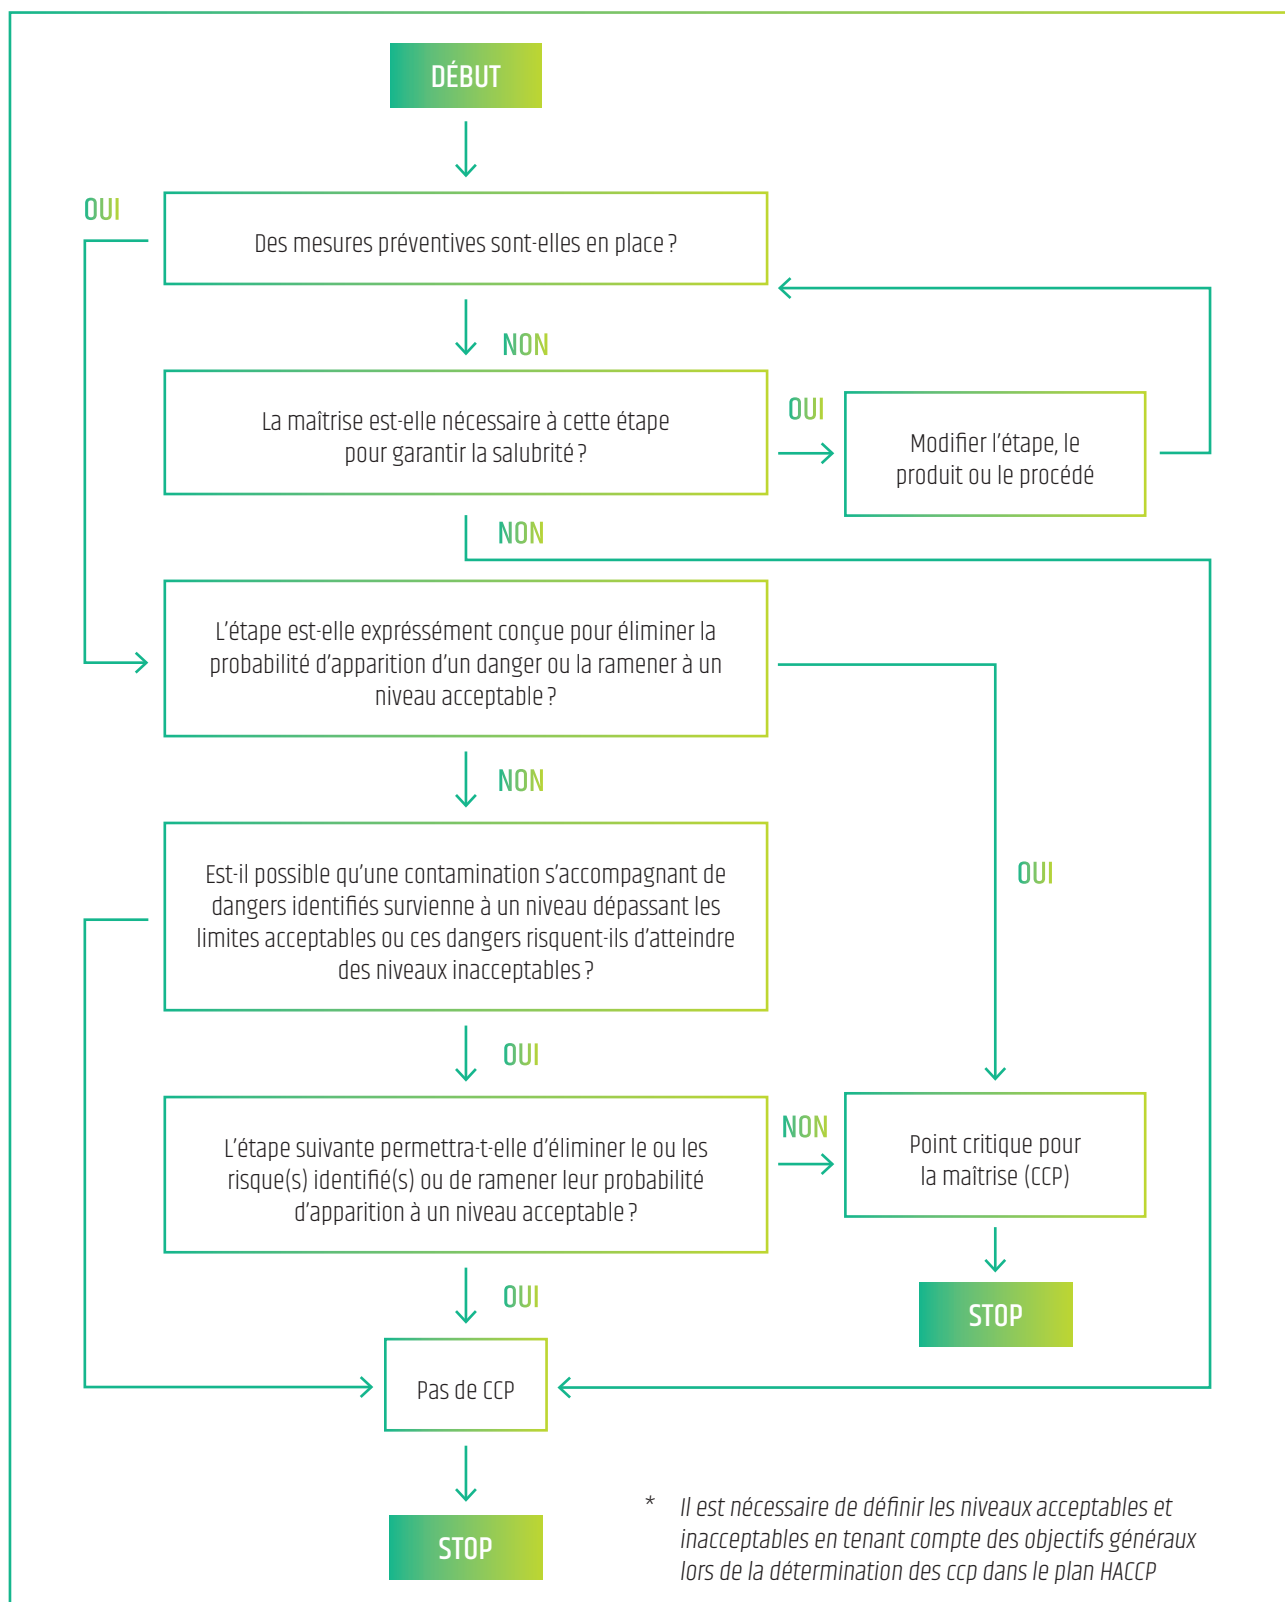 DÉBUT
OUI
Des mesures préventives sont-elles en place ?
NON
La maîtrise est-elle nécessaire à cette étape
pour garantir la salubrité ?
OUI
Modifier l'étape, le
produit ou le procédé
NON
L'étape est-elle expréssément conçue pour éliminer la
probabilité d'apparition d'un danger ou la ramener à un
niveau acceptable ?
NON
OUI
Est-il possible qu'une contamination s'accompagnant de
dangers identifiés survienne à un niveau dépassant les
limites acceptables ou ces dangers risquent-ils d'atteindre
des niveaux inacceptables ?
OUI
L'étape suivante permettra-t-elle d'éliminer le ou les
risque(s) identifié(s) ou de ramener leur probabilité
d'apparition à un niveau acceptable ?
NON
Point critique pour
la maîtrise (CCP)
OUI
STOP
Pas de CCP
STOP
* Il est nécessaire de définir les niveaux acceptables et
inacceptables en tenant compte des objectifs généraux
lors de la détermination des ccp dans le plan HACCP